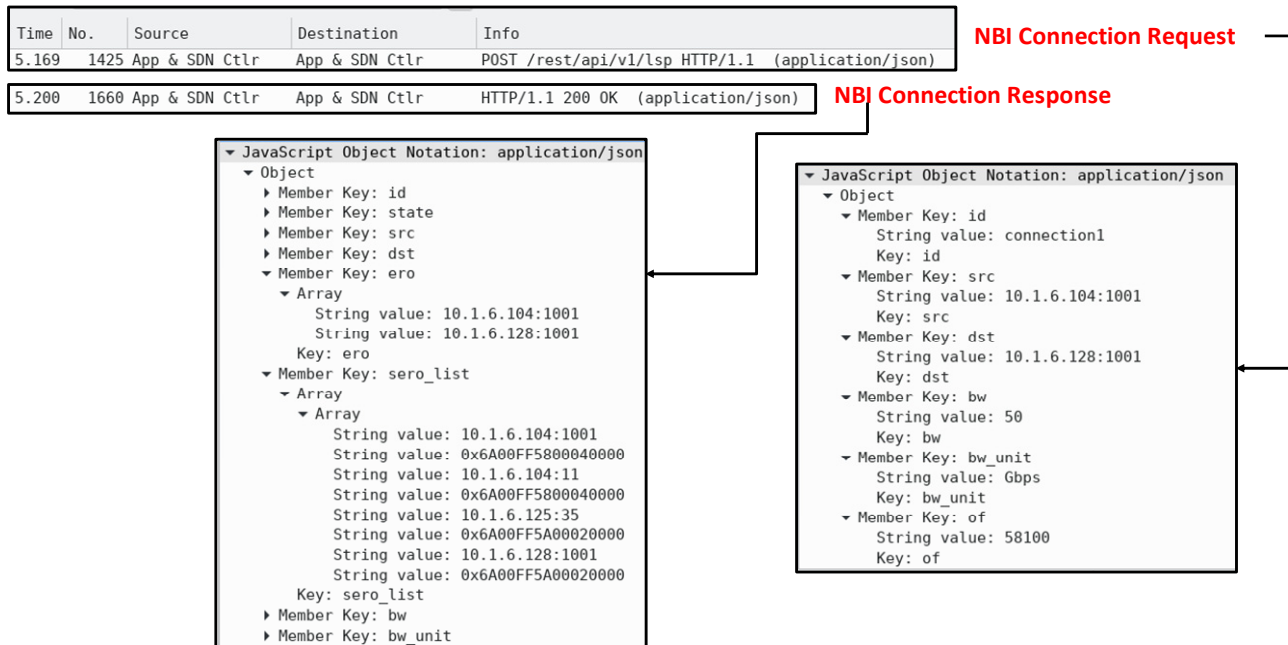 Time No. Source Destination Info
5.169 1425 App & SDN Ctlr App & SDN Ctlr POST /rest/api/v1/lsp HTTP/1.1 (application/json)
NBI Connection Request
5.200 1660 App & SDN Ctlr App & SDN Ctlr HTTP/1.1 200 OK (application/json)
NBI Connection Response
JavaScript Object Notation: application/json
Object
Member Key: id
Member Key: state
Member Key: src
Member Key: dst
Member Key: ero
Array
String value: 10.1.6.104:1001
String value: 10.1.6.128:1001
Key: ero
Member Key: sero_list
Array
Array
String value: 10.1.6.104:1001
String value: 0x6A00FF5800040000
String value: 10.1.6.104:11
String value: 0x6A00FF5800040000
String value: 10.1.6.125:35
String value: 0x6A00FF5A00020000
String value: 10.1.6.128:1001
String value: 0x6A00FF5A00020000
Key: sero_list
Member Key: bw
Member Key: bw_unit
JavaScript Object Notation: application/json
Object
Member Key: id
String value: connection1
Key: id
Member Key: src
String value: 10.1.6.104:1001
Key: src
Member Key: dst
String value: 10.1.6.128:1001
Key: dst
Member Key: bw
String value: 50
Key: bw
Member Key: bw_unit
String value: Gbps
Key: bw_unit
Member Key: of
String value: 58100
Key: of